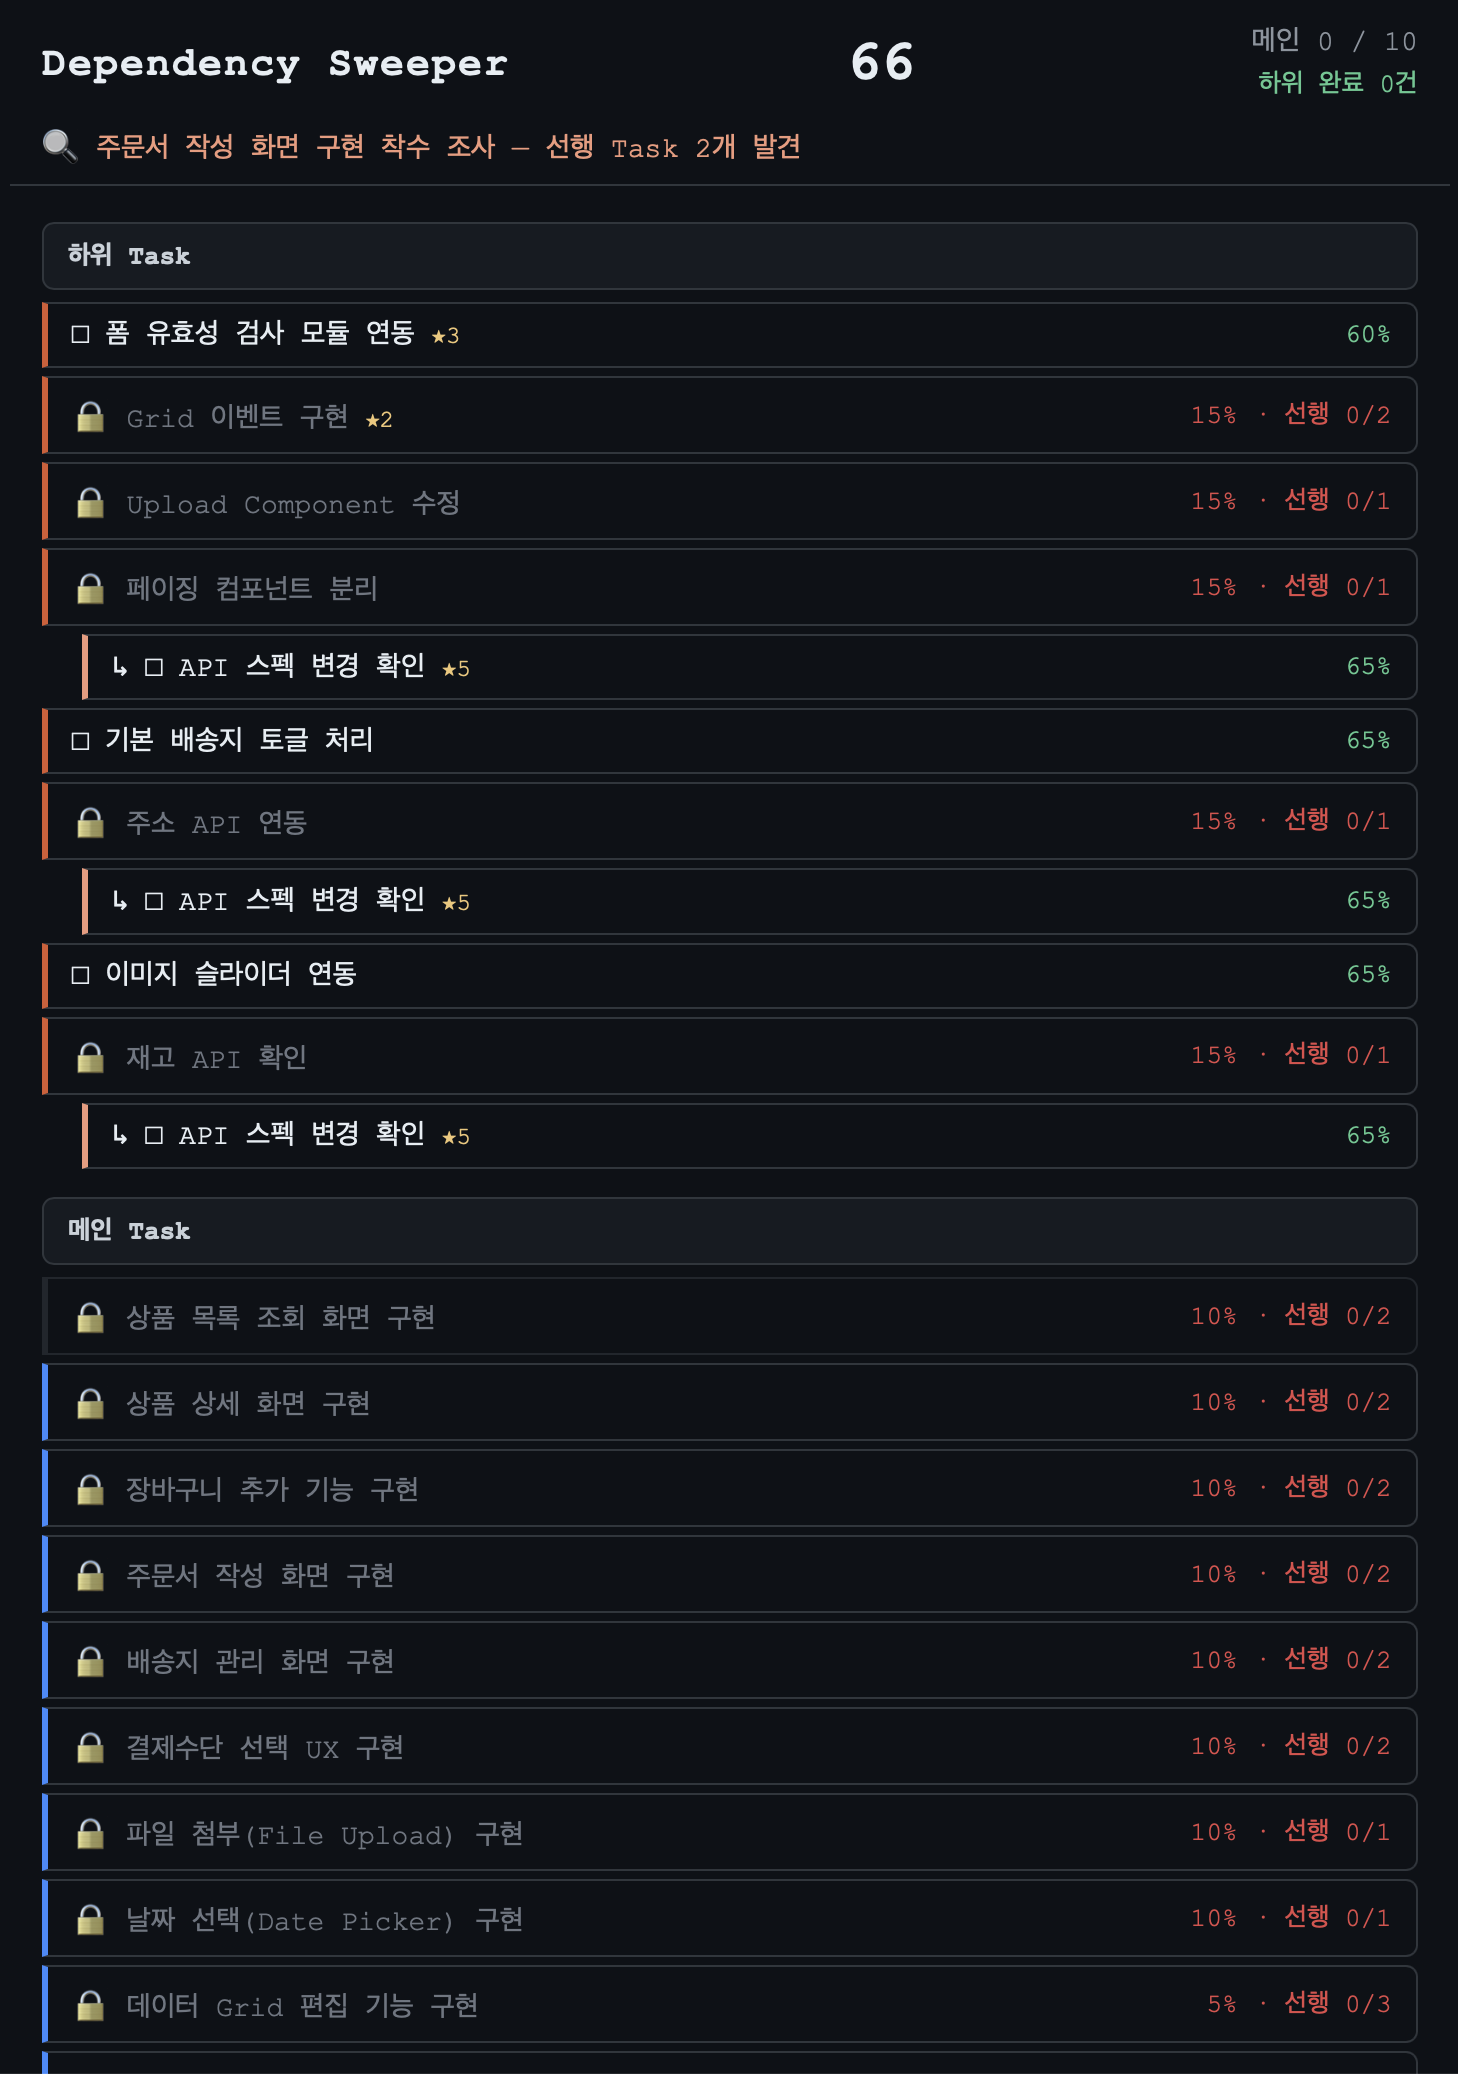 Dependency Sweeper
66
메인 0 / 10
하위 완료 0건
주문서 작성 화면 구현 착수 조사 — 선행 Task 2개 발견
하위 Task
폼 유효성 검사 모듈 연동 ★3 60%
Grid 이벤트 구현 ★2 15% · 선행 0/2
Upload Component 수정 15% · 선행 0/1
페이징 컴포넌트 분리 15% · 선행 0/1
↳ □ API 스펙 변경 확인 ★5 65%
□ 기본 배송지 토글 처리 65%
주소 API 연동 15% · 선행 0/1
↳ □ API 스펙 변경 확인 ★5 65%
□ 이미지 슬라이더 연동 65%
재고 API 확인 15% · 선행 0/1
↳ □ API 스펙 변경 확인 ★5 65%
메인 Task
상품 목록 조회 화면 구현 10% · 선행 0/2
상품 상세 화면 구현 10% · 선행 0/2
장바구니 추가 기능 구현 10% · 선행 0/2
주문서 작성 화면 구현 10% · 선행 0/2
배송지 관리 화면 구현 10% · 선행 0/2
결제수단 선택 UX 구현 10% · 선행 0/2
파일 첨부(File Upload) 구현 10% · 선행 0/1
날짜 선택(Date Picker) 구현 10% · 선행 0/1
데이터 Grid 편집 기능 구현 5% · 선행 0/3